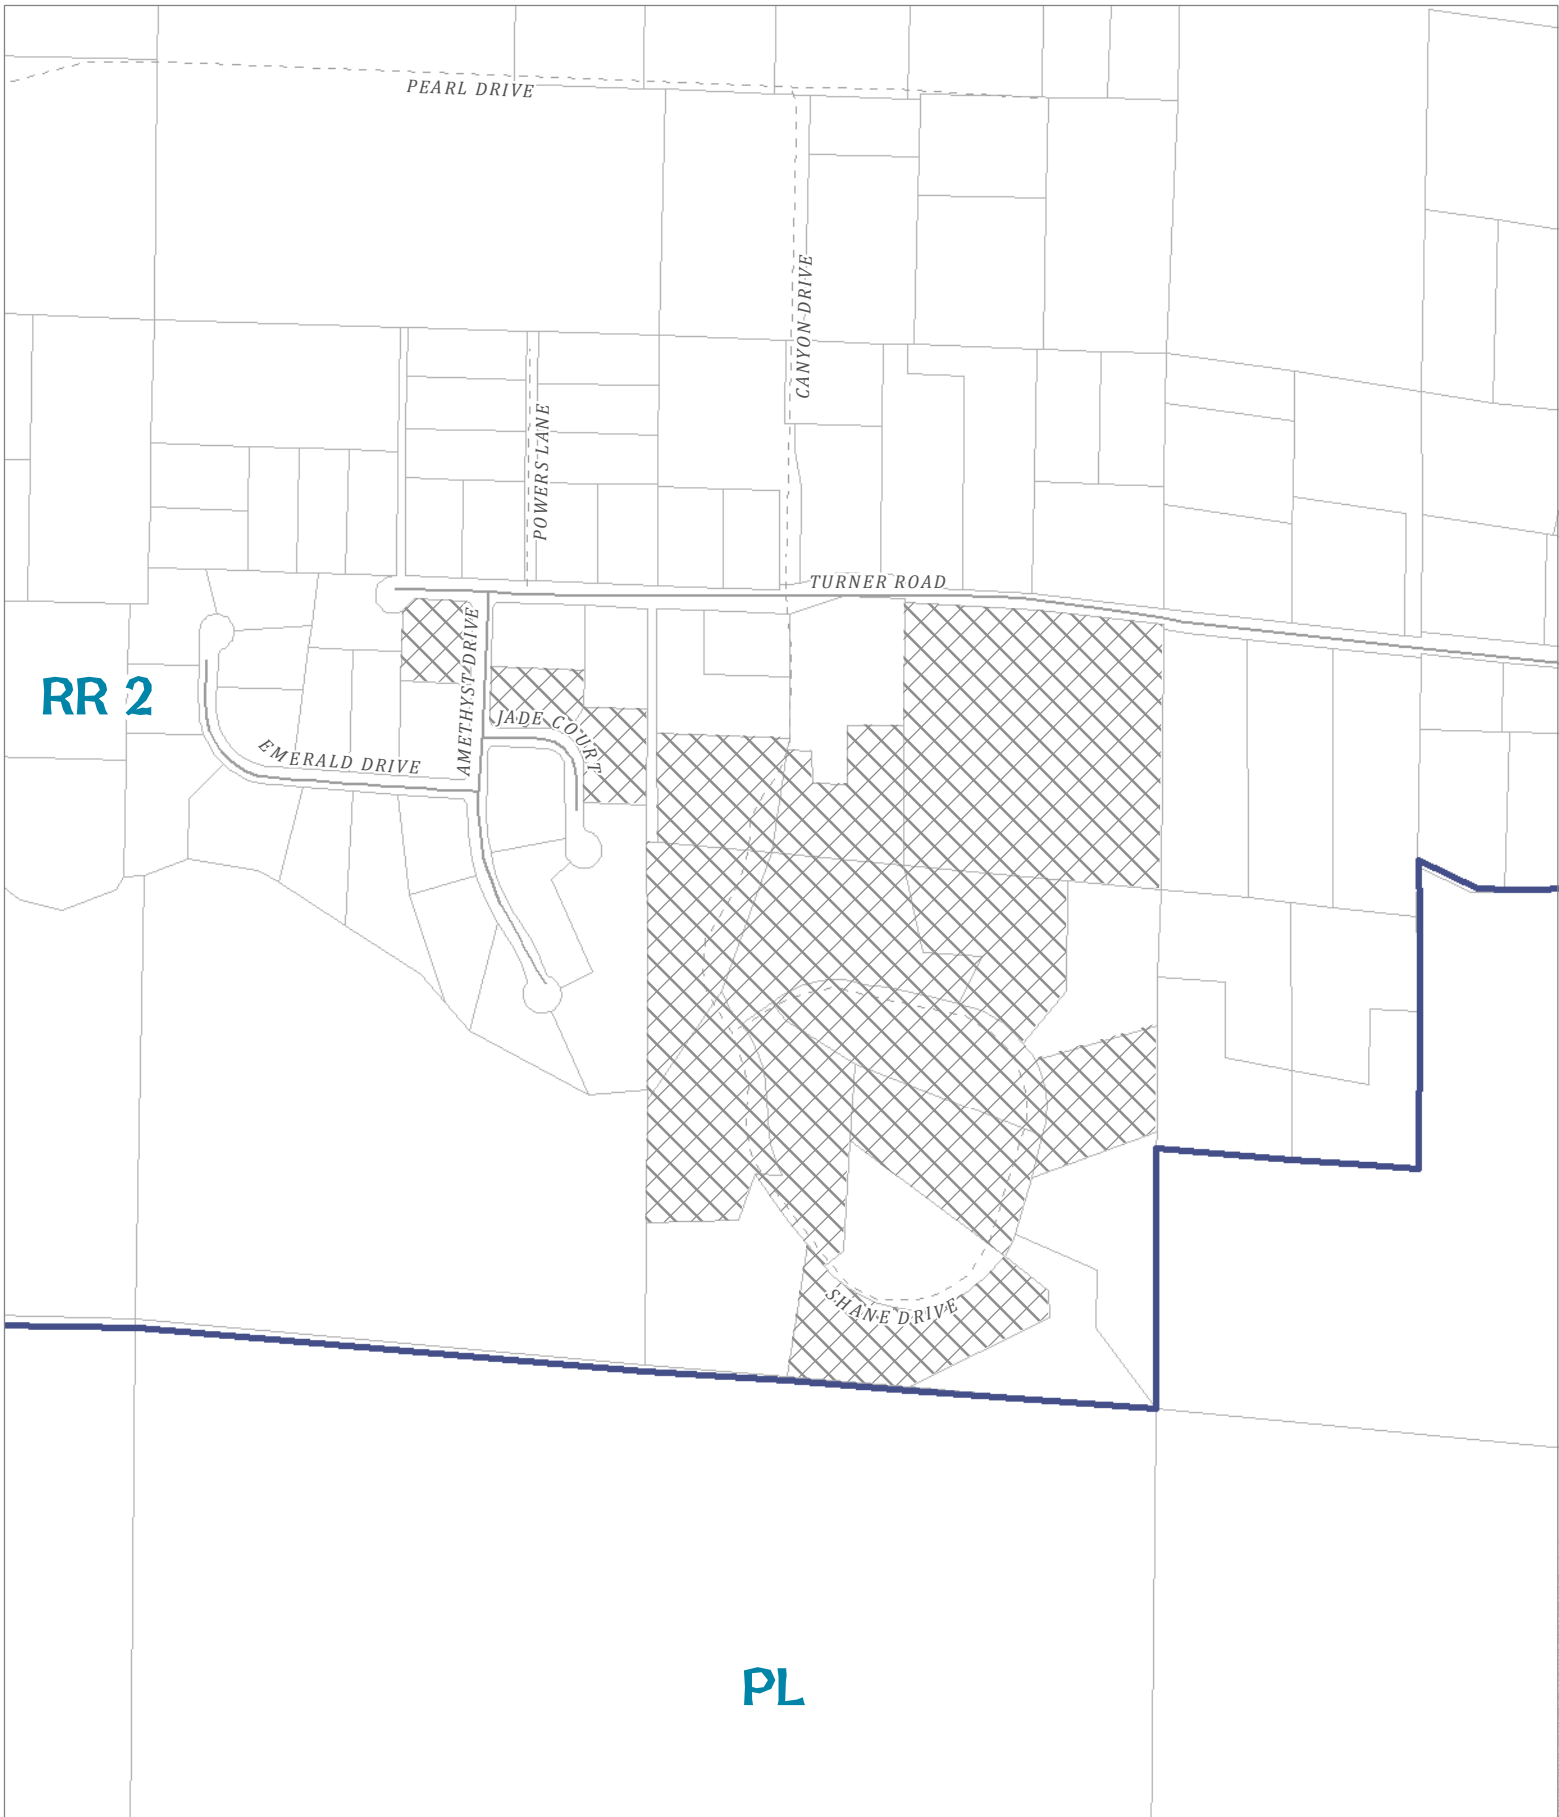 PEARL DRIVE
CANYON DRIVE
POWERS LANE
TURNER ROAD
AMETHYST DRIVE
RR 2
JADE COURT
EMERALD DRIVE
SHANE DRIVE
PL